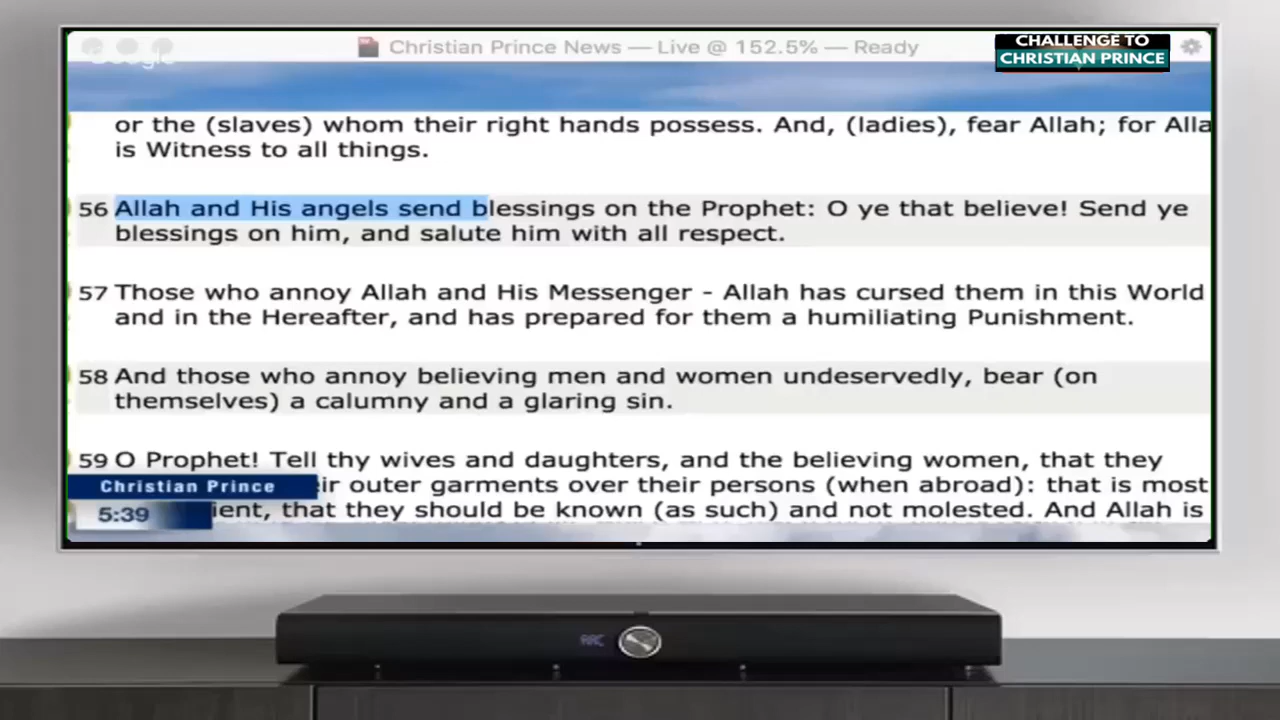 Google
Christian Prince News — Live @ 152.5% — Ready
CHALLENGE TO
CHRISTIAN PRINCE
or the (slaves) whom their right hands possess. And, (ladies), fear Allah; for Alla
is Witness to all things.
56 Allah and His angels send blessings on the Prophet: O ye that believe! Send ye
blessings on him, and salute him with all respect.
57 Those who annoy Allah and His Messenger - Allah has cursed them in this World
and in the Hereafter, and has prepared for them a humiliating Punishment.
58 And those who annoy believing men and women undeservedly, bear (on
themselves) a calumny and a glaring sin.
59 O Prophet! Tell thy wives and daughters, and the believing women, that they
Christian Prince
ir outer garments over their persons (when abroad): that is most
5:39
ient, that they should be known (as such) and not molested. And Allah is
ARC